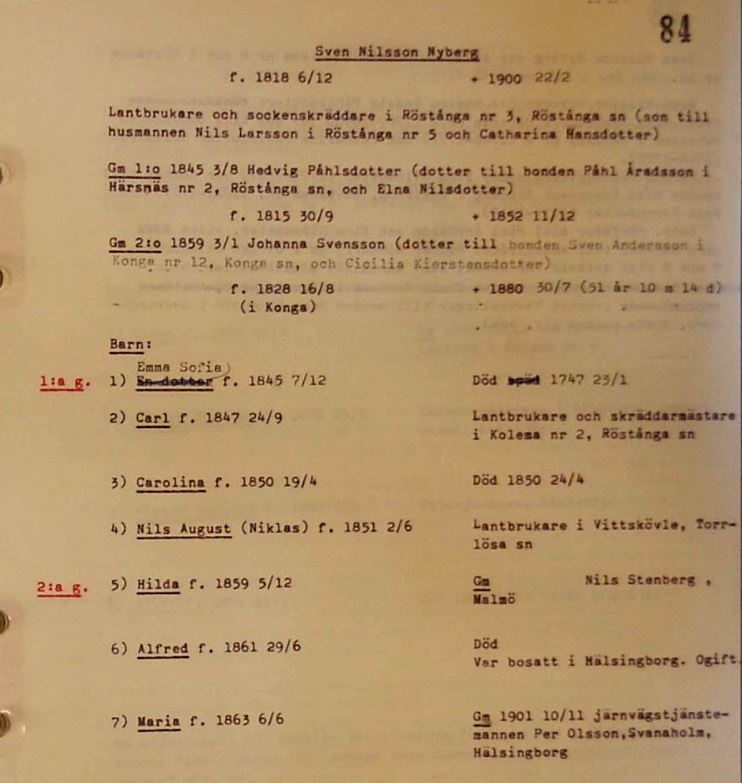 84
Sven Nilsson Nyberg
f. 1818 6/12 + 1900 22/2
Lantbrukare och sockenskräddare i Röstånga nr 3, Röstånga sn (son till
husmannen Nils Larsson i Röstånga nr 5 och Catharina Hansdotter)
Gm 1:o 1845 3/8 Hedvig Påhlsdotter (dotter till bonden Påhl Aradsson i
Härsnäs nr 2, Röstånga sn, och Elna Nilsdotter)
f. 1815 30/9 + 1852 11/12
Gm 2:o 1859 3/1 Johanna Svensson (dotter till bonden Sven Andersson i
Konga nr 12, Konga sn, och Cicilia Kierstensdotter)
f. 1828 16/8 + 1880 30/7 (51 år 10 m 14 d)
(i Konga)
Barn:
Emma Sofia
1:a g. 1) En dotter f. 1845 7/12 Död späd 1747 23/1
2) Carl f. 1847 24/9 Lantbrukare och skräddarmästare
i Kolema nr 2, Röstånga sn
3) Carolina f. 1850 19/4 Död 1850 24/4
4) Nils August (Niklas) f. 1851 2/6 Lantbrukare i Vittskövle, Torr-
lösa sn
2:a g. 5) Hilda f. 1859 5/12 Gm Nils Stenberg ,
Malmö
6) Alfred f. 1861 29/6 Död
Var bosatt i Hälsingborg. Ogift.
7) Maria f. 1863 6/6 Gm 1901 10/11 järnvägstjänste-
mannen Per Olsson,Svanaholm,
Hälsingborg